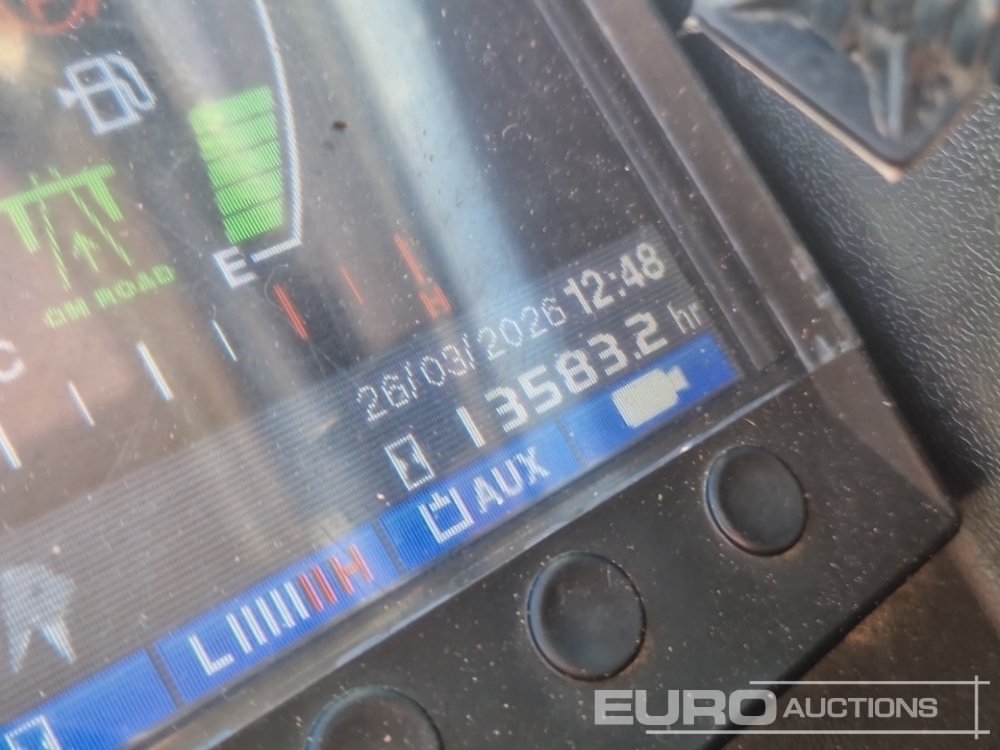 E
ON ROAD
C
H
26/03/2026 12:48
13583.2 hr
AUX
L H
EURO AUCTIONS